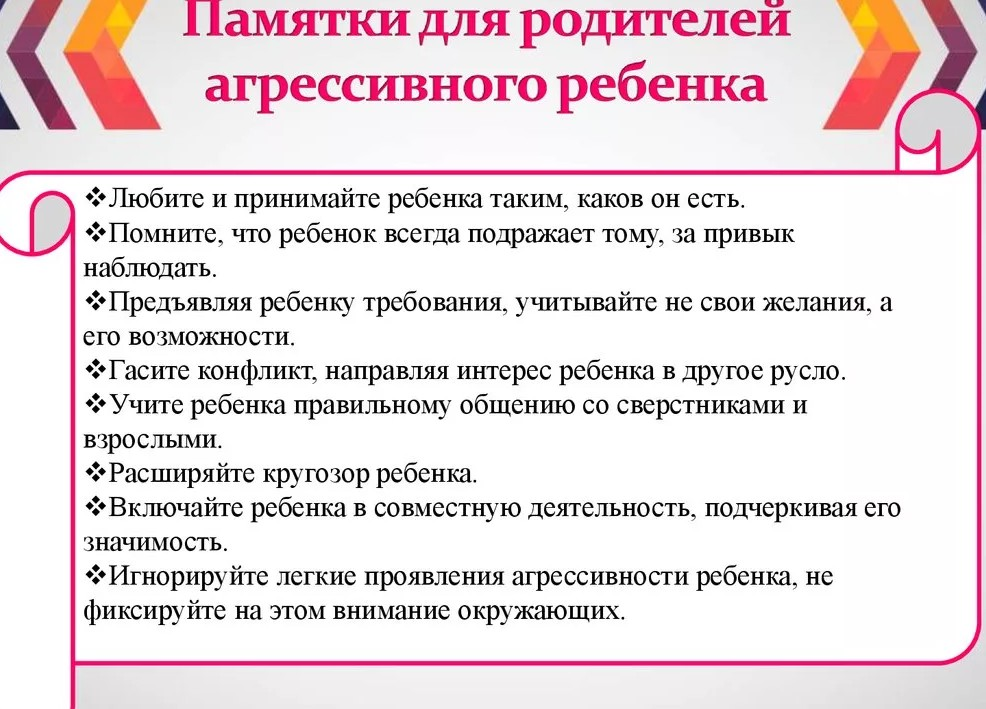 Памятки для родителей
агрессивного ребенка
❖Любите и принимайте ребенка таким, каков он есть.
❖Помните, что ребенок всегда подражает тому, за привык
наблюдать.
❖Предъявляя ребенку требования, учитывайте не свои желания, а
его возможности.
❖Гасите конфликт, направляя интерес ребенка в другое русло.
❖Учите ребенка правильному общению со сверстниками и
взрослыми.
❖Расширяйте кругозор ребенка.
❖Включайте ребенка в совместную деятельность, подчеркивая его
значимость.
❖Игнорируйте легкие проявления агрессивности ребенка, не
фиксируйте на этом внимание окружающих.